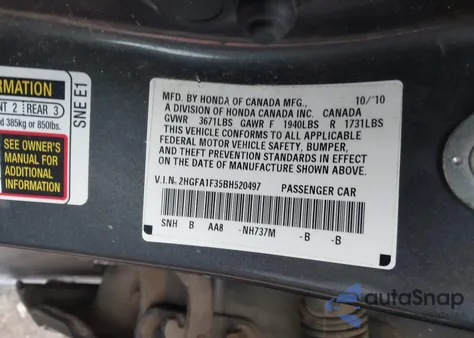 FORMATION
NT 2 | REAR 3
d 385kg or 850lbs.
SEE OWNER'S
MANUAL FOR
ADDITIONAL
INFORMATION
SNE E1
MFD. BY HONDA OF CANADA MFG., 10/'10
A DIVISION OF HONDA CANADA INC. CANADA
GVWR 3671LBS GAWR F 1940LBS R 1731LBS
THIS VEHICLE CONFORMS TO ALL APPLICABLE
FEDERAL MOTOR VEHICLE SAFETY, BUMPER,
AND THEFT PREVENTION STANDARDS IN EFFECT
ON THE DATE OF MANUFACTURE SHOWN ABOVE.
V.I.N. 2HGFA1F35BH520497 PASSENGER CAR
SNH B AA8 -NH737M -B -B
autoSnap